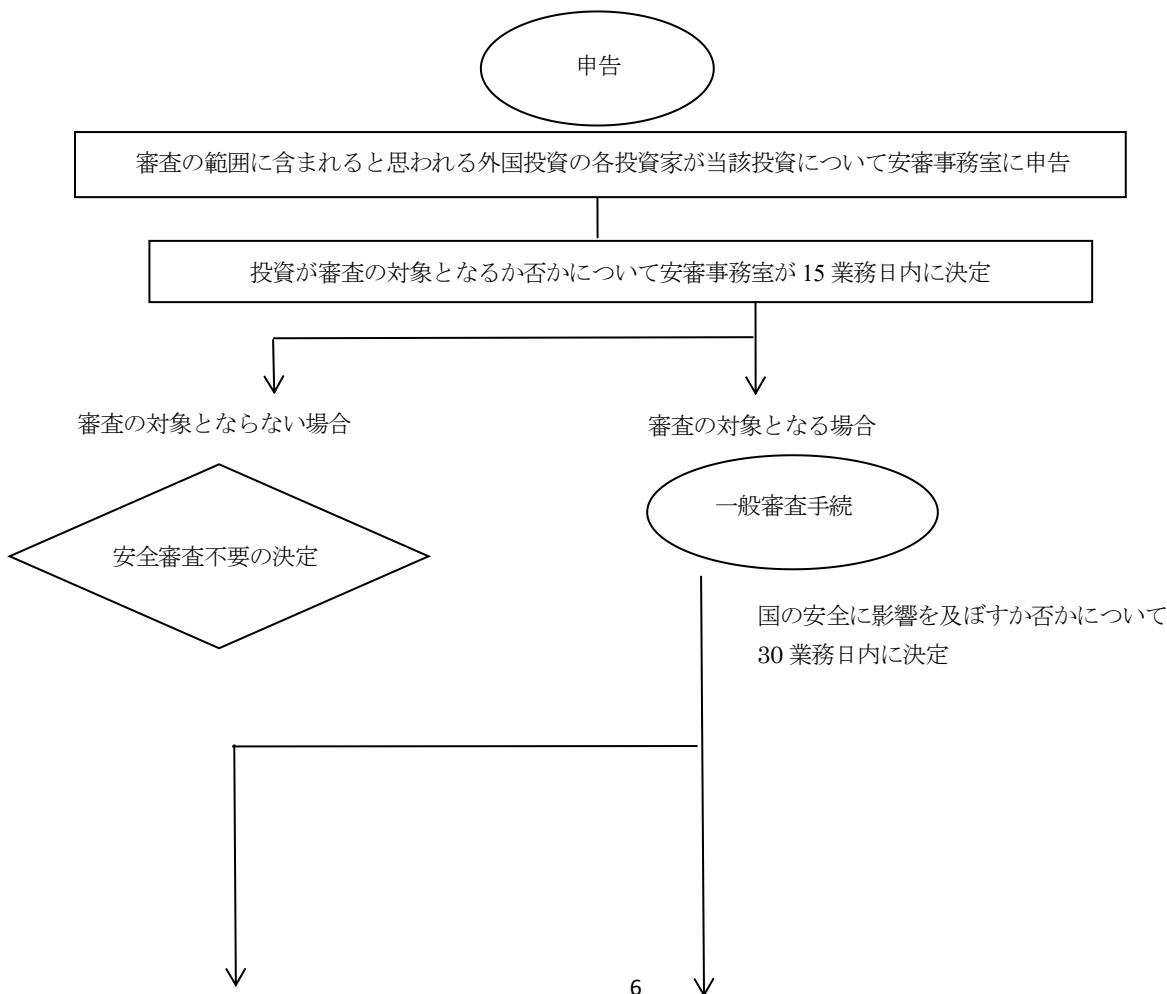 申告
審査の範囲に含まれると思われる外国投資の各投資家が当該投資について安審事務室に申告
投資が審査の対象となるか否かについて安審事務室が 15 業務日内に決定
審査の対象とならない場合
審査の対象となる場合
一般審査手続
安全審査不要の決定
国の安全に影響を及ぼすか否かについて
30 業務日内に決定
6